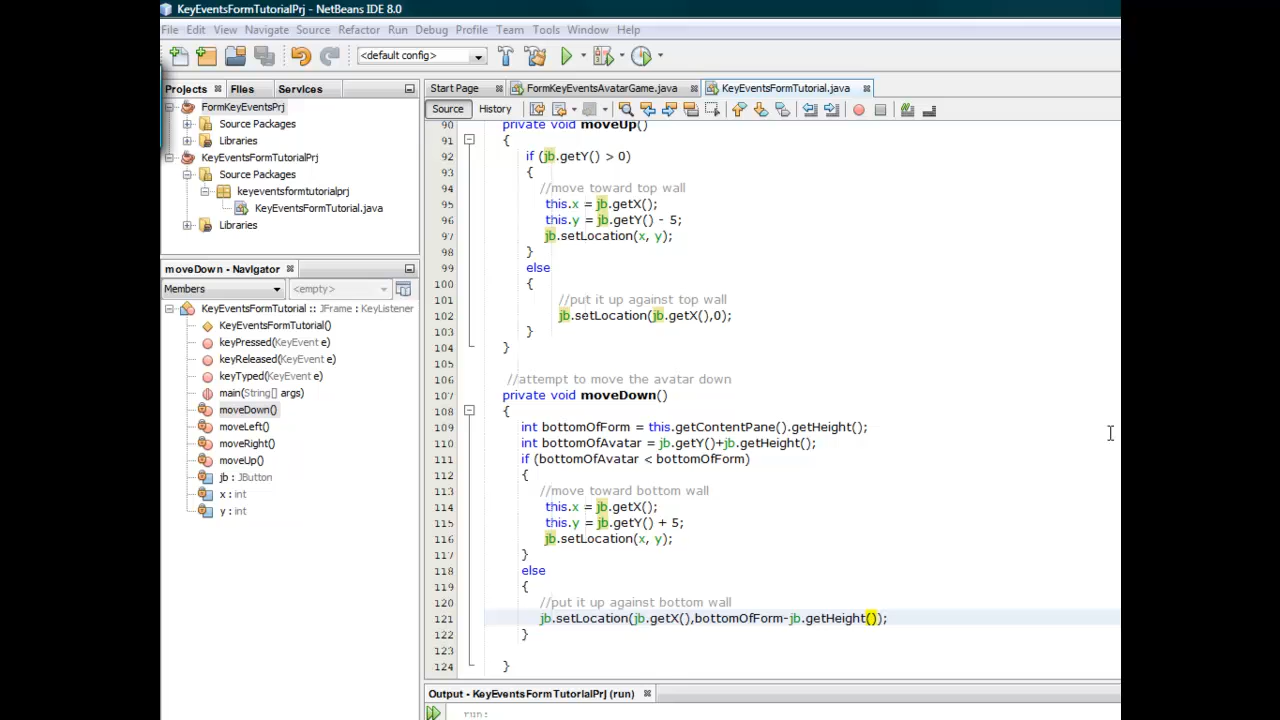 KeyEventsFormTutorialPrj - NetBeans IDE 8.0
File Edit View Navigate Source Refactor Run Debug Profile Team Tools Window Help
<default config>
Projects Files Services
FormKeyEventsPrj
Source Packages
Libraries
KeyEventsFormTutorialPrj
Source Packages
keyeventsformtutorialprj
KeyEventsFormTutorial.java
Libraries
moveDown - Navigator
Members <empty>
KeyEventsFormTutorial :: JFrame : KeyListener
KeyEventsFormTutorial()
keyPressed(KeyEvent e)
keyReleased(KeyEvent e)
keyTyped(KeyEvent e)
main(String[] args)
moveDown()
moveLeft()
moveRight()
moveUp()
jb : JButton
x : int
y : int
Start Page FormKeyEventsAvatarGame.java KeyEventsFormTutorial.java
Source History
90 private void moveUp()
91 {
92 if (jb.getY() > 0)
93 {
94 //move toward top wall
95 this.x = jb.getX();
96 this.y = jb.getY() - 5;
97 jb.setLocation(x, y);
98 }
99 else
100 {
101 //put it up against top wall
102 jb.setLocation(jb.getX(),0);
103 }
104 }
105
106 //attempt to move the avatar down
107 private void moveDown()
108 {
109 int bottomOfForm = this.getContentPane().getHeight();
110 int bottomOfAvatar = jb.getY()+jb.getHeight();
111 if (bottomOfAvatar < bottomOfForm)
112 {
113 //move toward bottom wall
114 this.x = jb.getX();
115 this.y = jb.getY() + 5;
116 jb.setLocation(x, y);
117 }
118 else
119 {
120 //put it up against bottom wall
121 jb.setLocation(jb.getX(),bottomOfForm-jb.getHeight());
122 }
123
124 }
Output - KeyEventsFormTutorialPrj (run)
run: